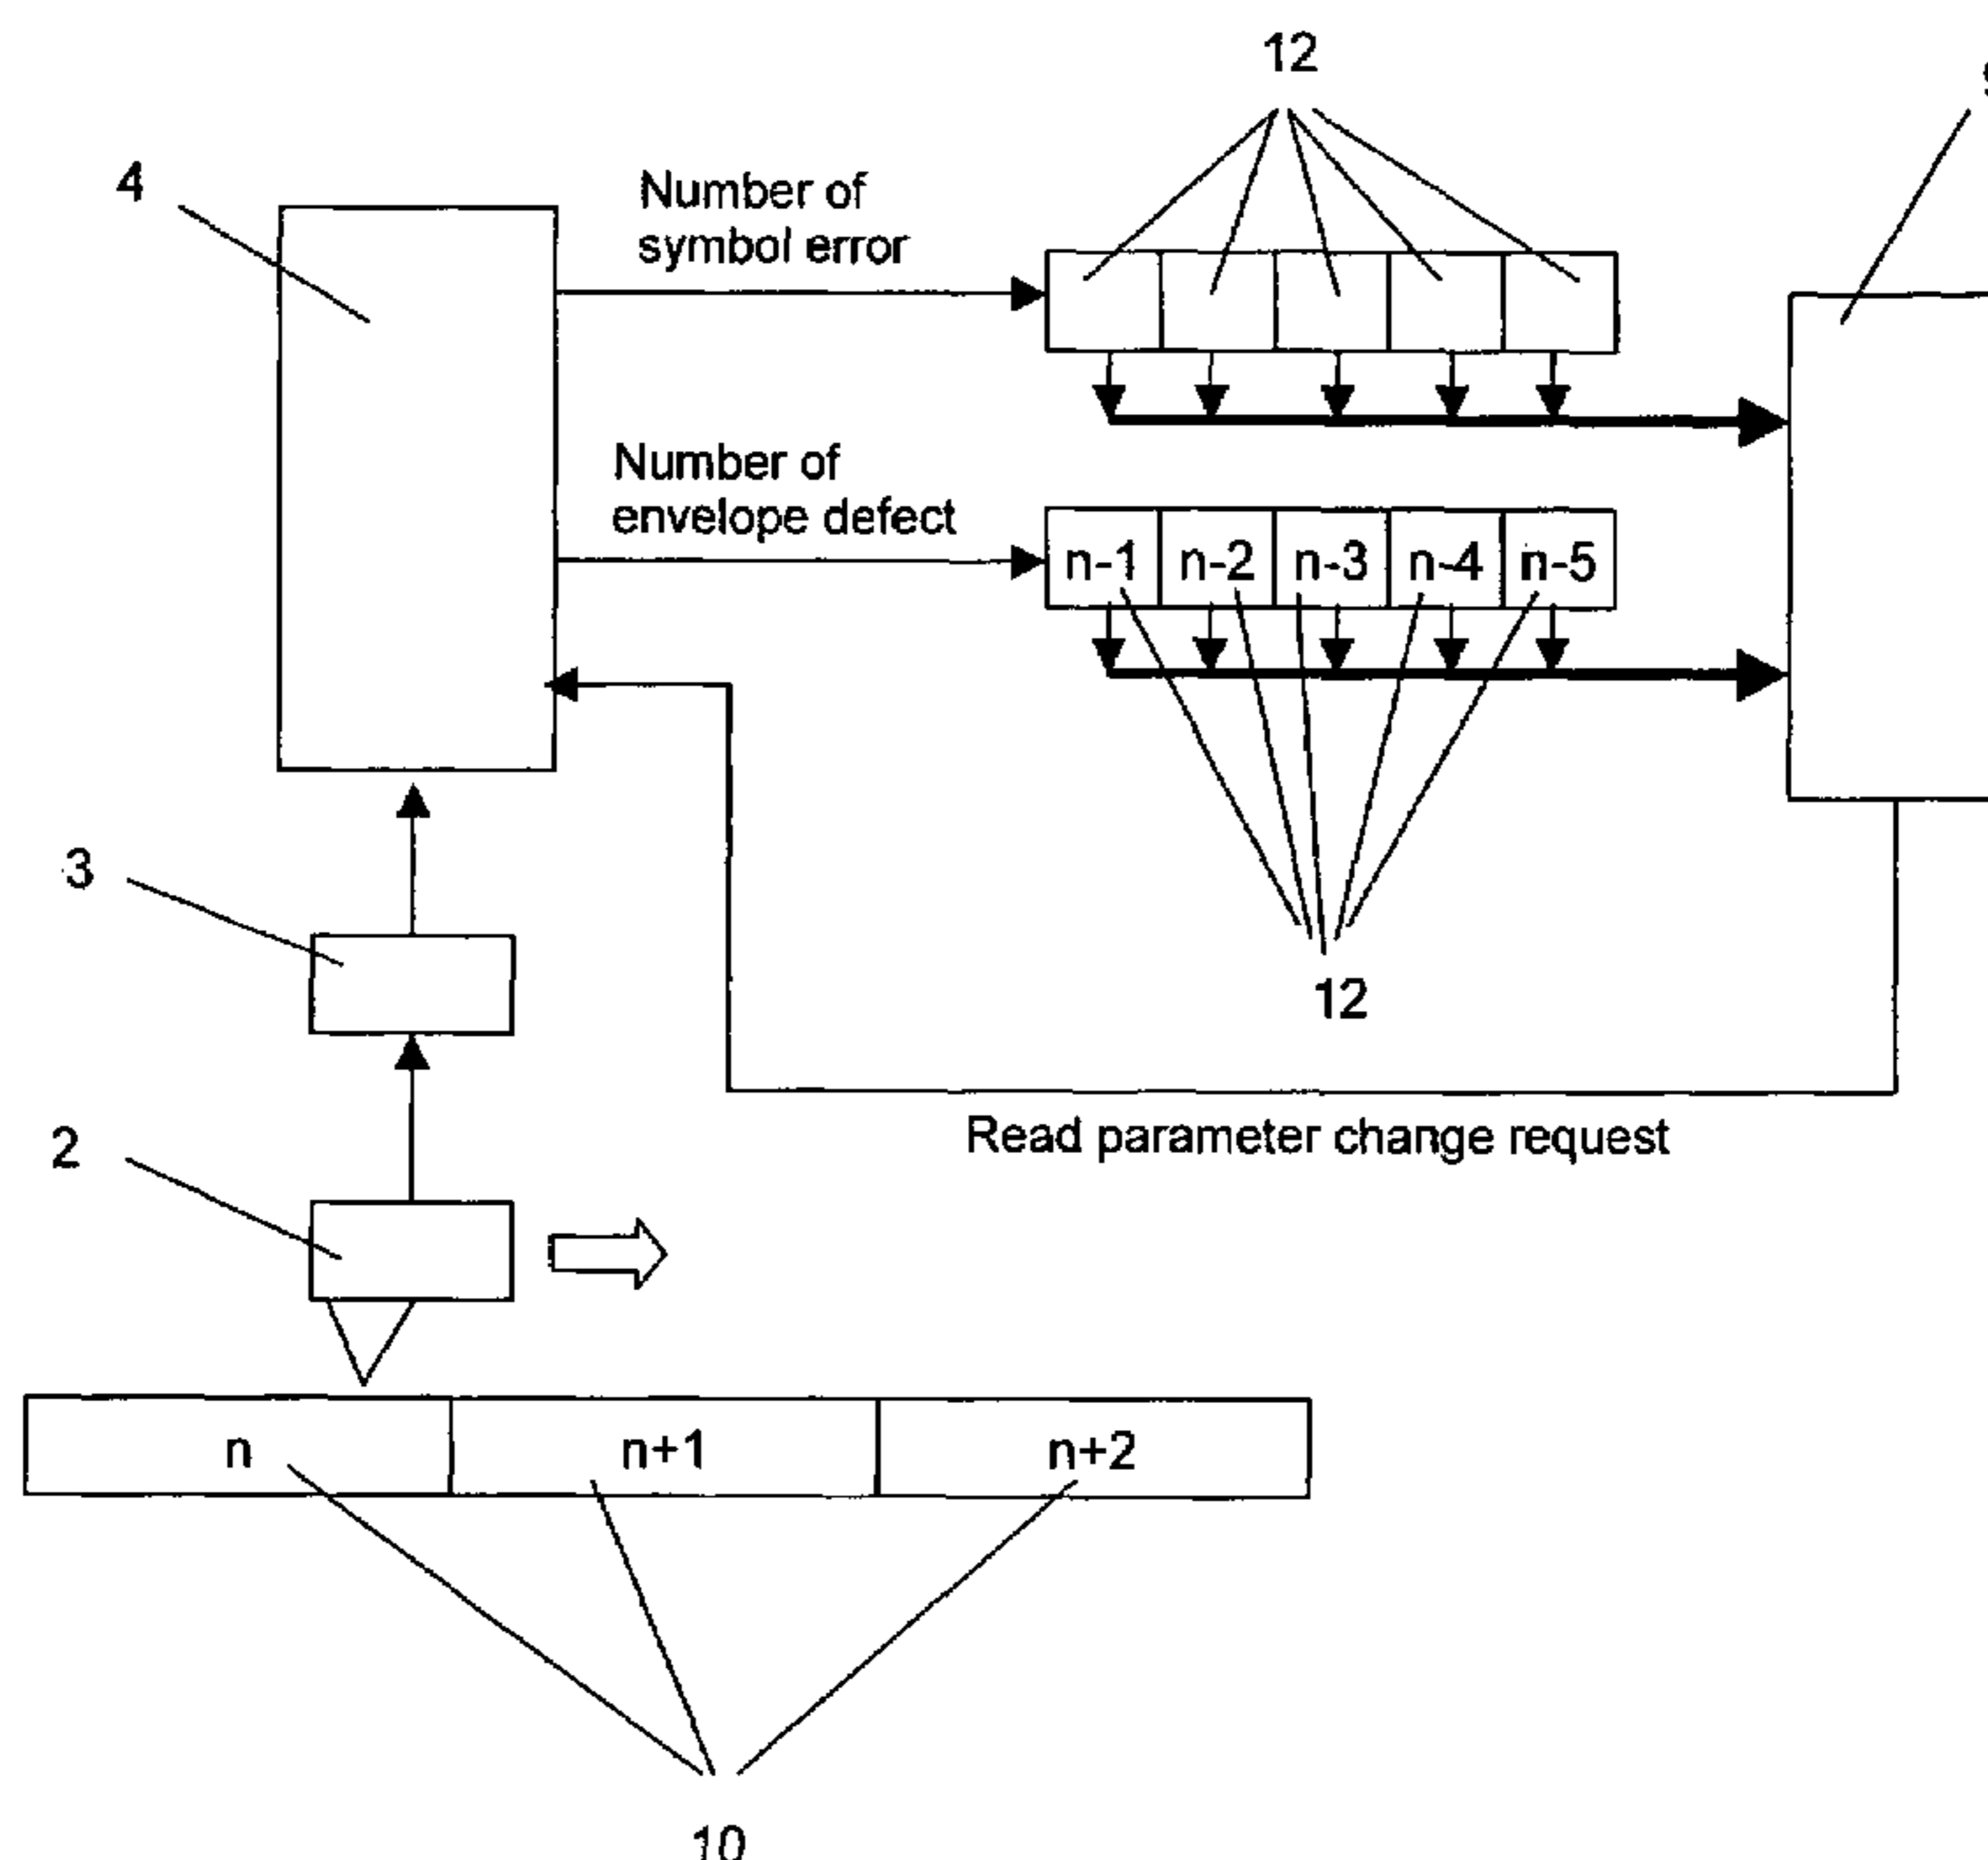 12
4
Number of
symbol error
Number of
envelope defect
n-1 n-2 n-3 n-4 n-5
3
12
Read parameter change request
2
n n+1 n+2
10